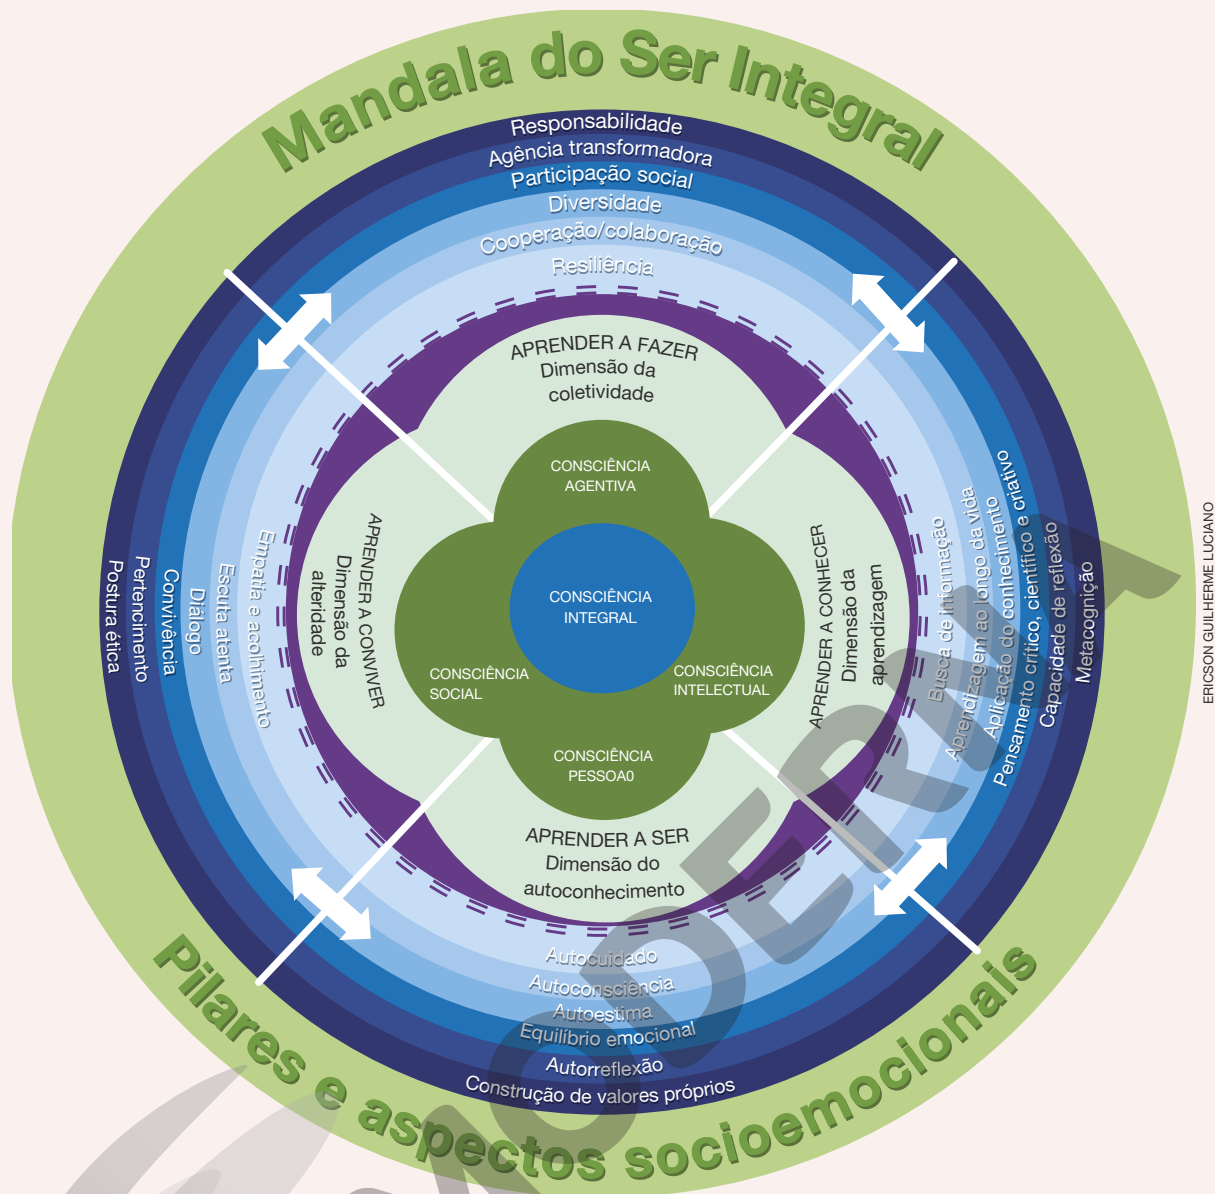 Mandala do Ser Integral
Responsabilidade
Agência transformadora
Participação social
Diversidade
Cooperação/colaboração
Resiliência
APRENDER A FAZER
Dimensão da
coletividade
CONSCIÊNCIA
AGENTIVA
CONSCIÊNCIA
INTEGRAL
CONSCIÊNCIA
SOCIAL
CONSCIÊNCIA
INTELECTUAL
CONSCIÊNCIA
PESSOA0
Postura ética
Pertencimento
Convivência
Diálogo
Escuta atenta
Empatia e acolhimento
APRENDER A CONVIVER
Dimensão da
alteridade
APRENDER A CONHECER
Dimensão da
aprendizagem
Busca de informação
Aprendizagem ao longo da vida
Aplicação do conhecimento
Pensamento crítico, científico e criativo
Capacidade de reflexão
Metacognição
APRENDER A SER
Dimensão do
autoconhecimento
Autocuidado
Autoconsciência
Autoestima
Equilíbrio emocional
Autorreflexão
Construção de valores próprios
Pilares e aspectos socioemocionais
ERICSON GUILHERME LUCIANO
MODERNA